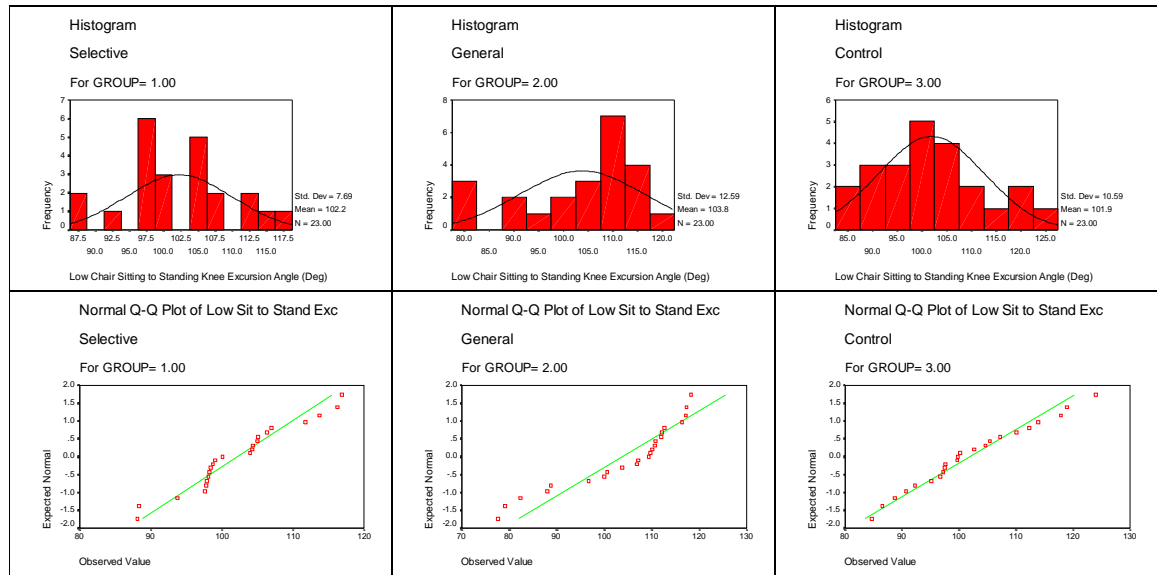 Histogram
Selective
For GROUP= 1.00
7
6
5
4
3
2
1
0
Frequency
Std. Dev = 7.69
Mean = 102.2
N = 23.00
87.5 92.5 97.5 102.5 107.5 112.5 117.5
90.0 95.0 100.0 105.0 110.0 115.0
Low Chair Sitting to Standing Knee Excursion Angle (Deg)
Histogram
General
For GROUP= 2.00
8
6
4
2
0
Frequency
Std. Dev = 12.59
Mean = 103.8
N = 23.00
80.0 90.0 100.0 110.0 120.0
85.0 95.0 105.0 115.0
Low Chair Sitting to Standing Knee Excursion Angle (Deg)
Histogram
Control
For GROUP= 3.00
6
5
4
3
2
1
0
Frequency
Std. Dev = 10.59
Mean = 101.9
N = 23.00
85.0 95.0 105.0 115.0 125.0
90.0 100.0 110.0 120.0
Low Chair Sitting to Standing Knee Excursion Angle (Deg)
Normal Q-Q Plot of Low Sit to Stand Exc
Selective
For GROUP= 1.00
2.0
1.5
1.0
.5
0.0
-.5
-1.0
-1.5
-2.0
Expected Normal
80 90 100 110 120
Observed Value
Normal Q-Q Plot of Low Sit to Stand Exc
General
For GROUP= 2.00
2.0
1.5
1.0
.5
0.0
-.5
-1.0
-1.5
-2.0
Expected Normal
70 80 90 100 110 120 130
Observed Value
Normal Q-Q Plot of Low Sit to Stand Exc
Control
For GROUP= 3.00
2.0
1.5
1.0
.5
0.0
-.5
-1.0
-1.5
-2.0
Expected Normal
80 90 100 110 120 130
Observed Value